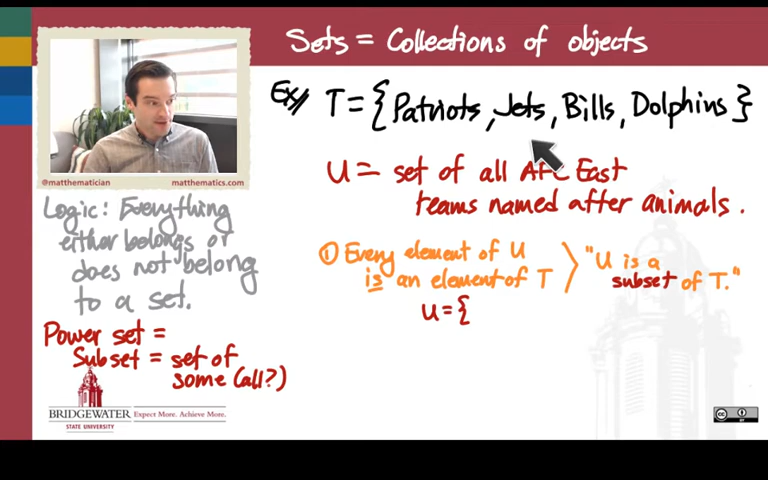 Sets = Collections of objects
Ex/ T = {Patriots, Jets, Bills, Dolphins}
U = set of all AFC East
teams named after animals.
@matthematician matthematics.com
Logic: Everything
either belongs or
does not belong
to a set.
① Every element of U
is an element of T
"U is a
subset of T."
U = {
Power set =
Subset = set of
some (all?)
BRIDGEWATER
STATE UNIVERSITY
Expect More. Achieve More.
cc
BY